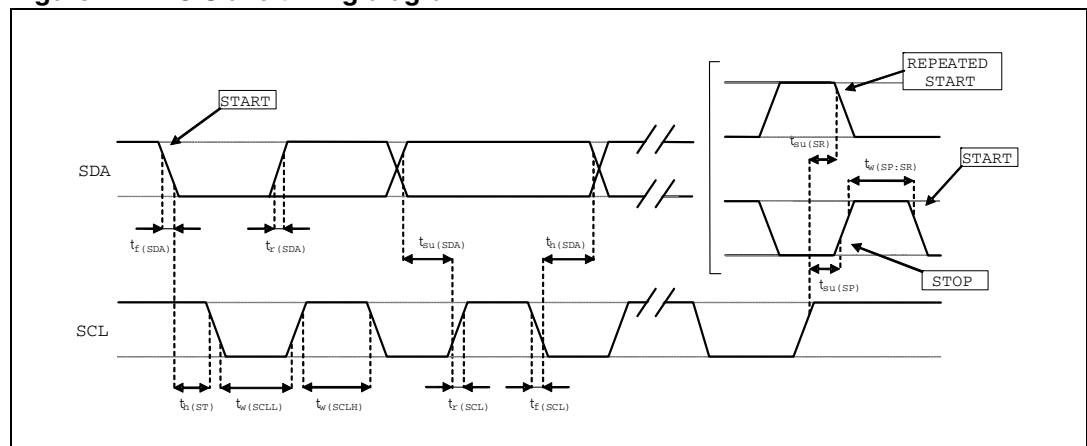 REPEATED
START
START
SDA
tsu(SR)
START
tw(SP:SR)
tf(SDA)
tr(SDA)
tsu(SDA)
th(SDA)
tsu(SP)
STOP
SCL
th(ST)
tw(SCLL)
tw(SCLH)
tr(SCL)
tf(SCL)